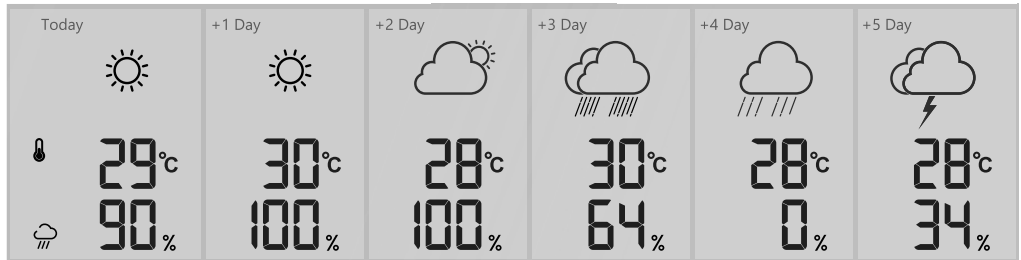 Today +1 Day +2 Day +3 Day +4 Day +5 Day
29°C 30°C 28°C 30°C 28°C 28°C
90% 100% 100% 64% 0% 34%